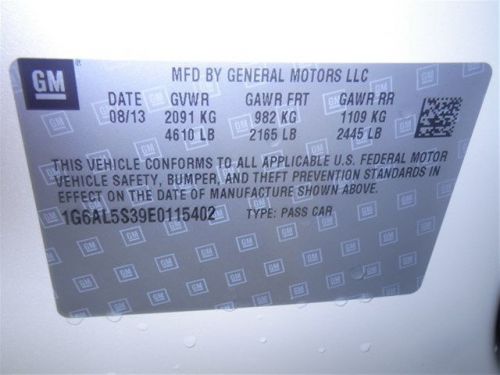 GM
MFD BY GENERAL MOTORS LLC
DATE GVWR GAWR FRT GAWR RR
08/13 2091 KG 982 KG 1109 KG
4610 LB 2165 LB 2445 LB
THIS VEHICLE CONFORMS TO ALL APPLICABLE U.S. FEDERAL MOTOR
VEHICLE SAFETY, BUMPER, AND THEFT PREVENTION STANDARDS IN
EFFECT ON THE DATE OF MANUFACTURE SHOWN ABOVE.
1G6AL5S39E0115402 TYPE: PASS CAR